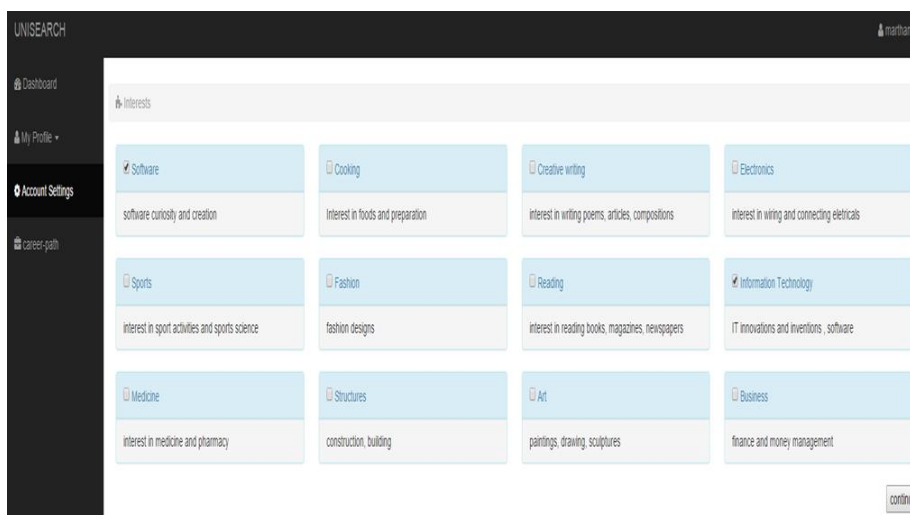 UNISEARCH
Dashboard
My Profile
Account Settings
career-path
Interests
Software Cooking Creative writing Electronics
software curiosity and creation Interest in foods and preparation interest in writing poems, articles, compositions interest in wiring and connecting eletricals
Sports Fashion Reading Information Technology
interest in sport activities and sports science fashion designs interest in reading books, magazines, newspapers IT innovations and inventions , software
Medicine Structures Art Business
interest in medicine and pharmacy construction, building paintings, drawing, sculptures finance and money management